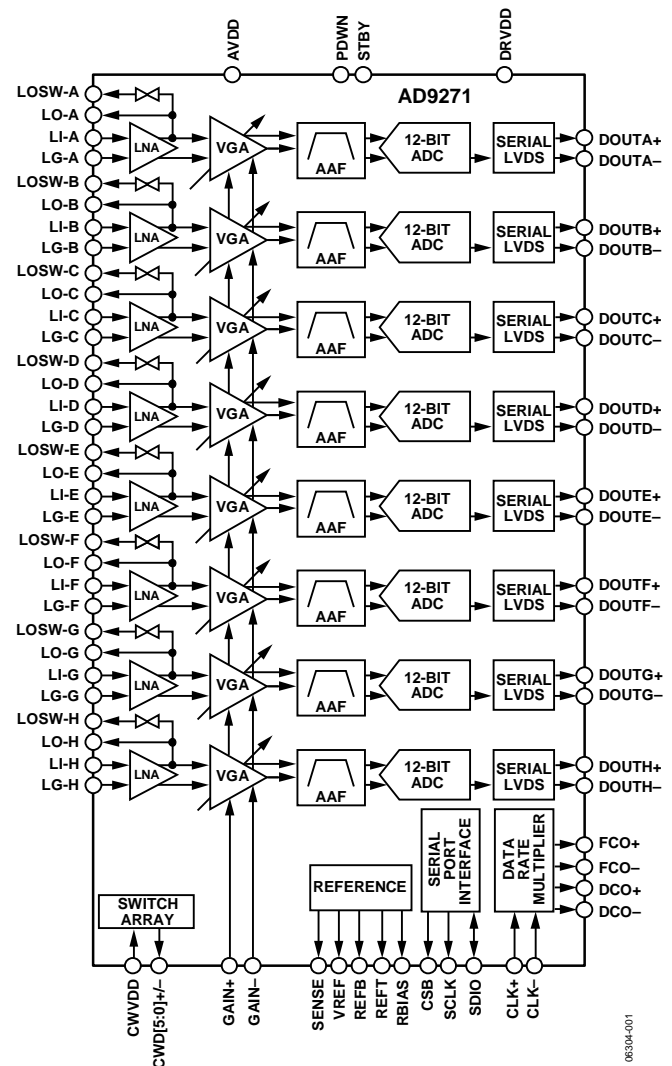 AVDD
PDWN
STBY
DRVDD
AD9271
LOSW-A
LO-A
LI-A
LG-A
LNA
VGA
AAF
12-BIT
ADC
SERIAL
LVDS
DOUTA+
DOUTA–
LOSW-B
LO-B
LI-B
LG-B
LNA
VGA
AAF
12-BIT
ADC
SERIAL
LVDS
DOUTB+
DOUTB–
LOSW-C
LO-C
LI-C
LG-C
LNA
VGA
AAF
12-BIT
ADC
SERIAL
LVDS
DOUTC+
DOUTC–
LOSW-D
LO-D
LI-D
LG-D
LNA
VGA
AAF
12-BIT
ADC
SERIAL
LVDS
DOUTD+
DOUTD–
LOSW-E
LO-E
LI-E
LG-E
LNA
VGA
AAF
12-BIT
ADC
SERIAL
LVDS
DOUTE+
DOUTE–
LOSW-F
LO-F
LI-F
LG-F
LNA
VGA
AAF
12-BIT
ADC
SERIAL
LVDS
DOUTF+
DOUTF–
LOSW-G
LO-G
LI-G
LG-G
LNA
VGA
AAF
12-BIT
ADC
SERIAL
LVDS
DOUTG+
DOUTG–
LOSW-H
LO-H
LI-H
LG-H
LNA
VGA
AAF
12-BIT
ADC
SERIAL
LVDS
DOUTH+
DOUTH–
SWITCH
ARRAY
REFERENCE
SERIAL
PORT
INTERFACE
DATA
RATE
MULTIPLIER
FCO+
FCO–
DCO+
DCO–
CWVDD
CWD[5:0]+/–
GAIN+
GAIN–
SENSE
VREF
REFB
REFT
RBIAS
CSB
SCLK
SDIO
CLK+
CLK–
06304-001